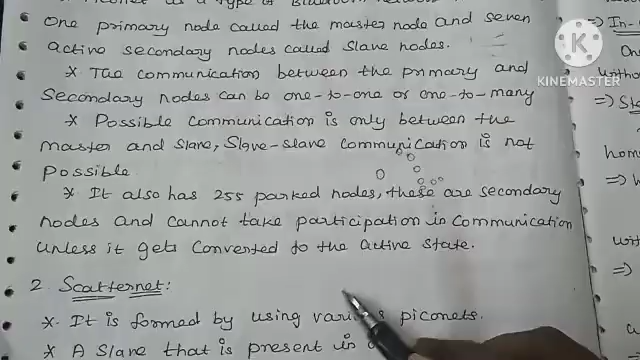 is a type of
one primary node called the master node and seven
active secondary nodes called slave nodes.
* The communication between the primary and
secondary nodes can be one-to-one or one-to-many
* Possible communication is only between the
master and slave, Slave-slave communication is not
possible.
* It also has 255 parked nodes, these are secondary
nodes and cannot take participation in communication
unless it gets converted to the active state.
2. Scatternet:
* It is formed by using various piconets.
* A slave that is present in
KINEMASTER